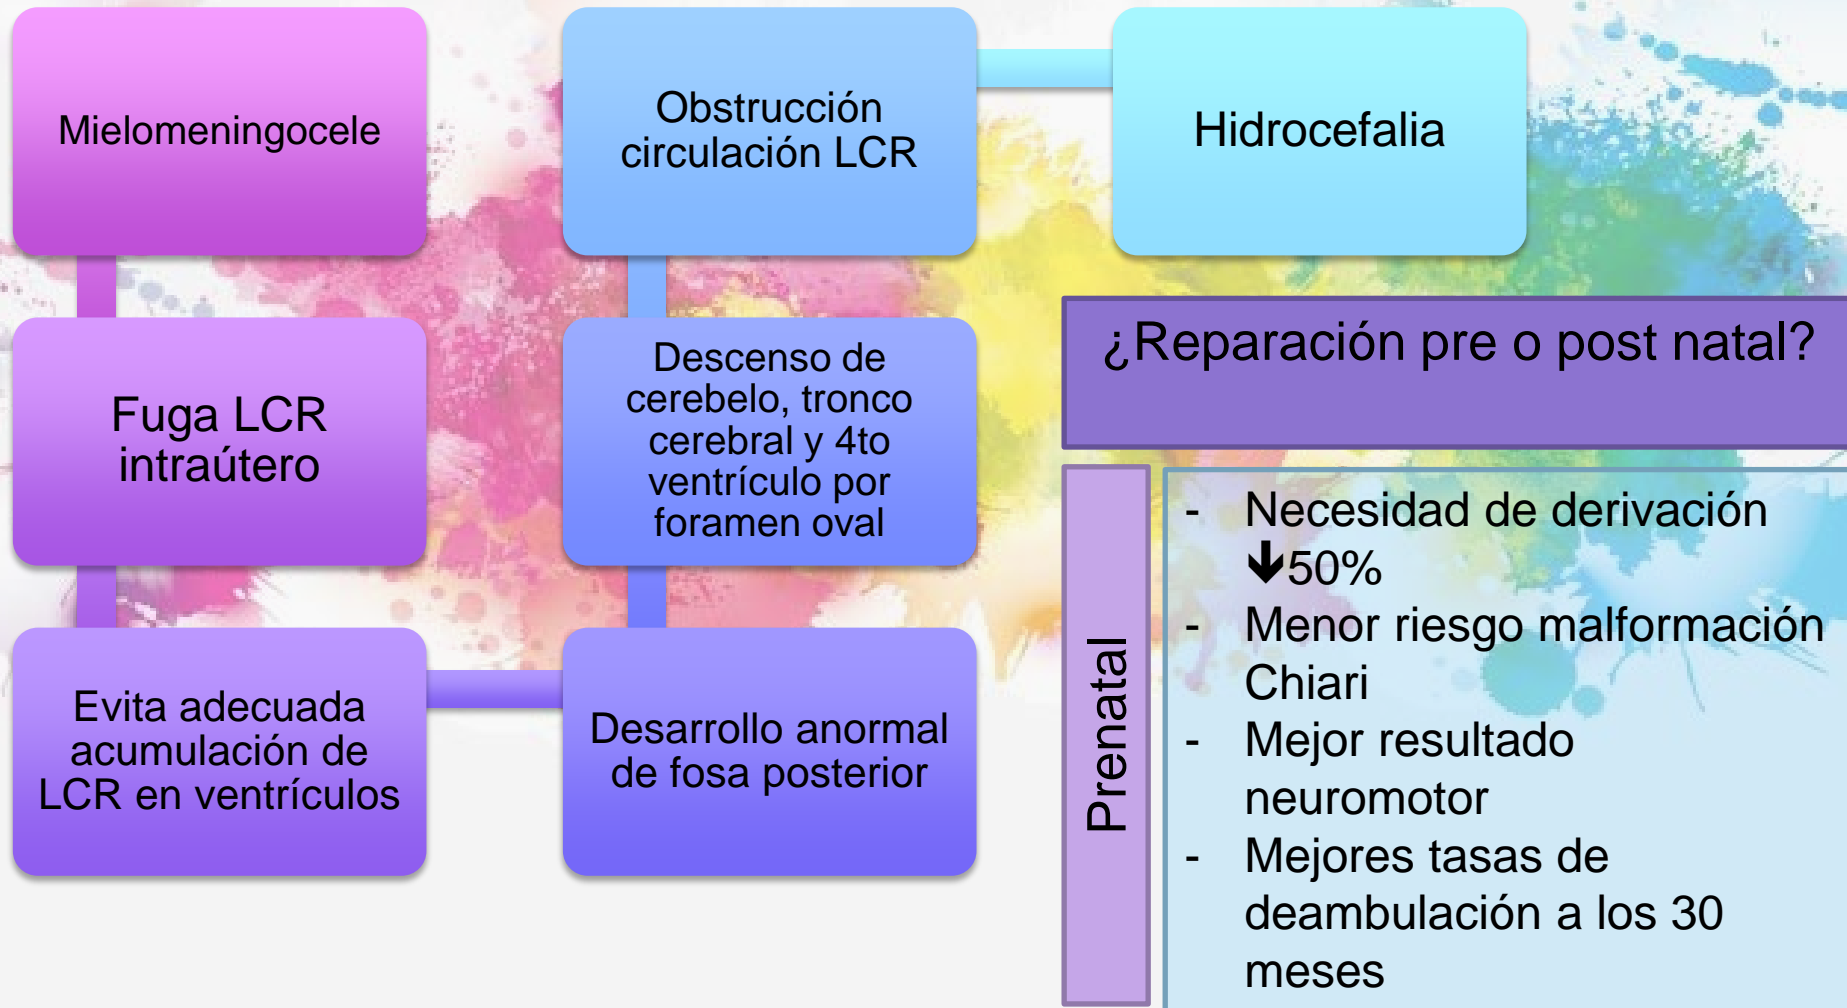 Mielomeningocele
Fuga LCR
intraútero
Evita adecuada
acumulación de
LCR en ventrículos
Desarrollo anormal
de fosa posterior
Descenso de
cerebelo, tronco
cerebral y 4to
ventrículo por
foramen oval
Obstrucción
circulación LCR
Hidrocefalia
¿Reparación pre o post natal?
Prenatal
- Necesidad de derivación
🡫50%
- Menor riesgo malformación
Chiari
- Mejor resultado
neuromotor
- Mejores tasas de
deambulación a los 30
meses